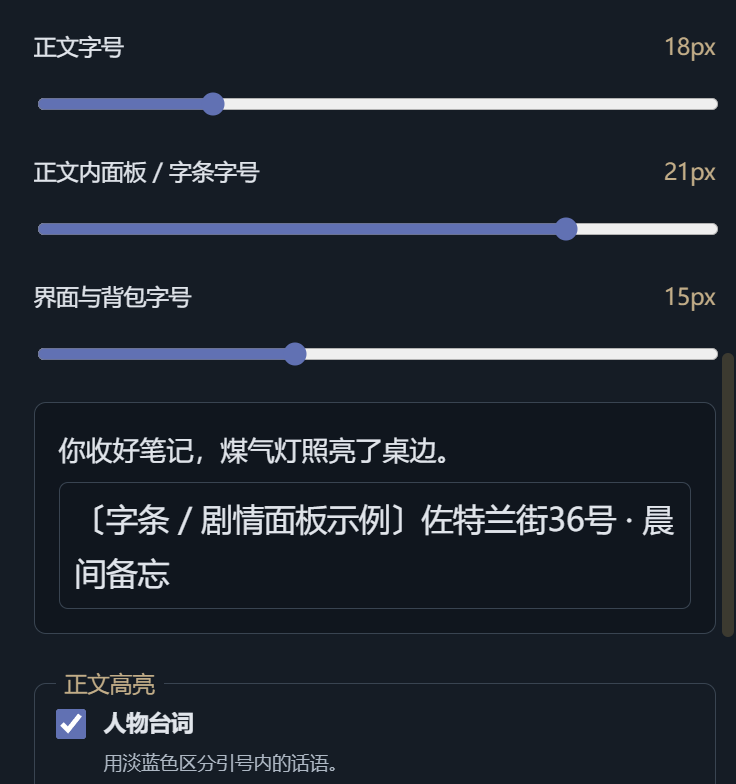 正文字号 18px
正文内面板 / 字条字号 21px
界面与背包字号 15px
你收好笔记，煤气灯照亮了桌边。
〔字条 / 剧情面板示例〕佐特兰街36号 · 晨
间备忘
正文高亮
人物台词
用淡蓝色区分引号内的话语。